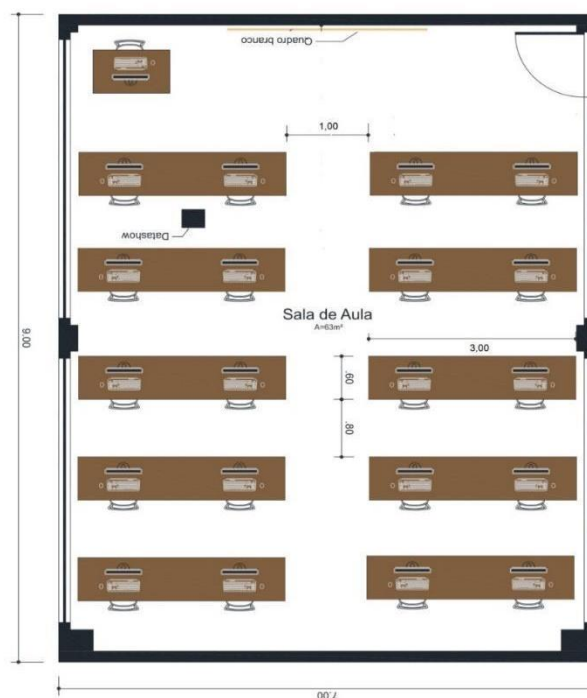 Quadro branco
1,00
Datashow
Sala de Aula
A=63m²
9,00
3,00
.60
.80
7,00